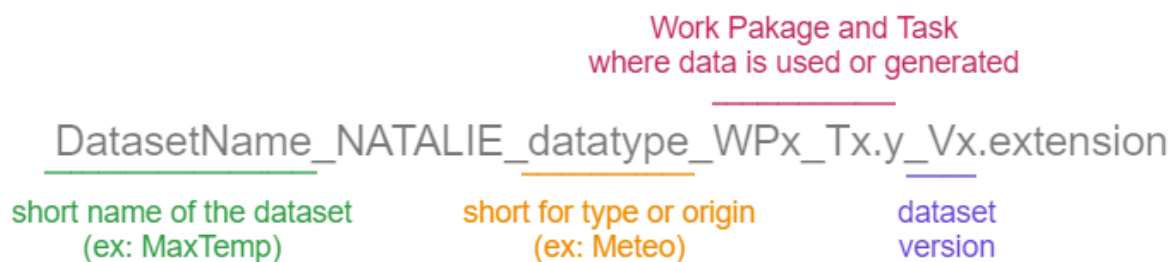 Work Pakage and Task
where data is used or generated
DatasetName_NATALIE_datatype_WPx_Tx.y_Vx.extension
short name of the dataset
(ex: MaxTemp)
short for type or origin
(ex: Meteo)
dataset
version